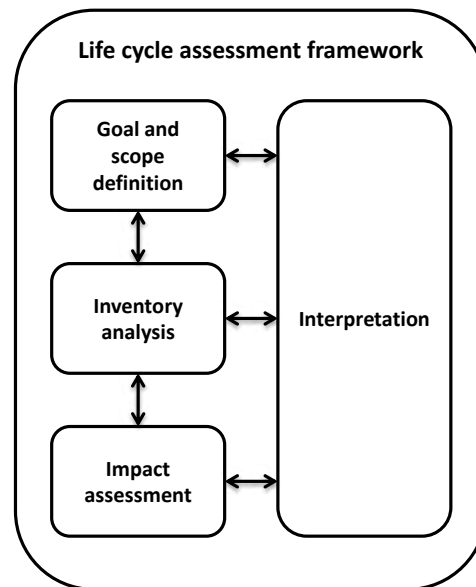 Life cycle assessment framework
Goal and
scope
definition
Inventory
analysis
Interpretation
Impact
assessment